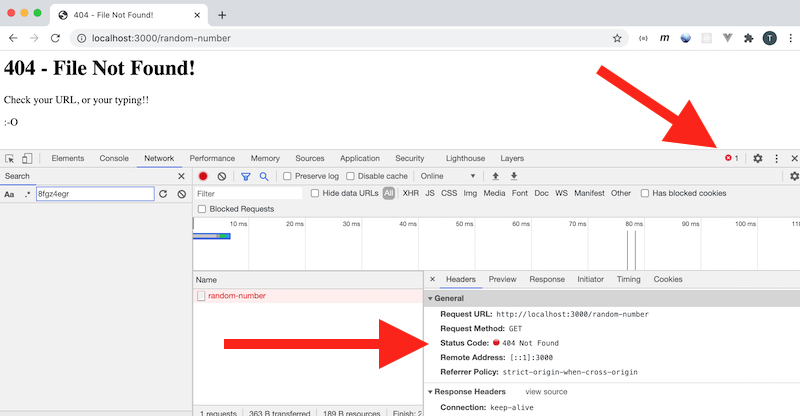 404 - File Not Found!
localhost:3000/random-number
T
404 - File Not Found!
Check your URL, or your typing!!
:-O
Elements Console Network Performance Memory Sources Application Security Lighthouse Layers 1
Search
Preserve log Disable cache Online
Aa .* 8fgz4egr
Filter Hide data URLs All XHR JS CSS Img Media Font Doc WS Manifest Other Has blocked cookies
Blocked Requests
10 ms 20 ms 30 ms 40 ms 50 ms 60 ms 70 ms 80 ms 90 ms 100 ms
Name
Headers Preview Response Initiator Timing Cookies
random-number
General
Request URL: http://localhost:3000/random-number
Request Method: GET
Status Code: 404 Not Found
Remote Address: [::1]:3000
Referrer Policy: strict-origin-when-cross-origin
Response Headers view source
Connection: keep-alive
1 requests 363 B transferred 189 B resources Finish: 2